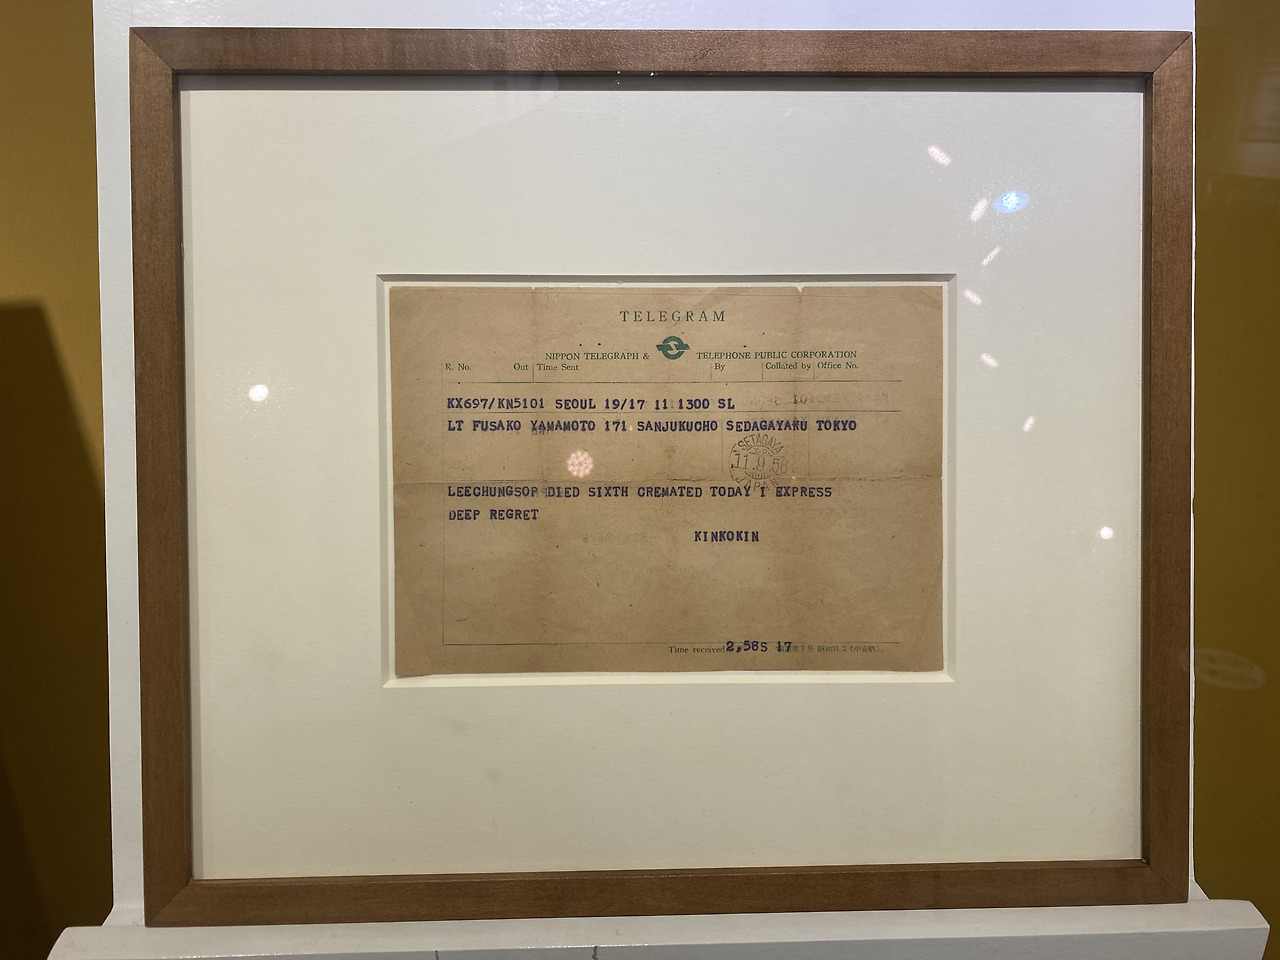 TELEGRAM
NIPPON TELEGRAPH & TELEPHONE PUBLIC CORPORATION
R. No. Out Time Sent By Collated by Office No.
KX697/KN5101 SEOUL 19/17 11 1300 SL
LT FUSAKO YAMAMOTO 171 SANJUKUCHO SEDAGAYAKU TOKYO
SETAGAYA
11.9.56
JAPAN
LEECHUNGSOP DIED SIXTH CREMATED TODAY I EXPRESS
DEEP REGRET
KINKOKIN
Time received 2,58S 17